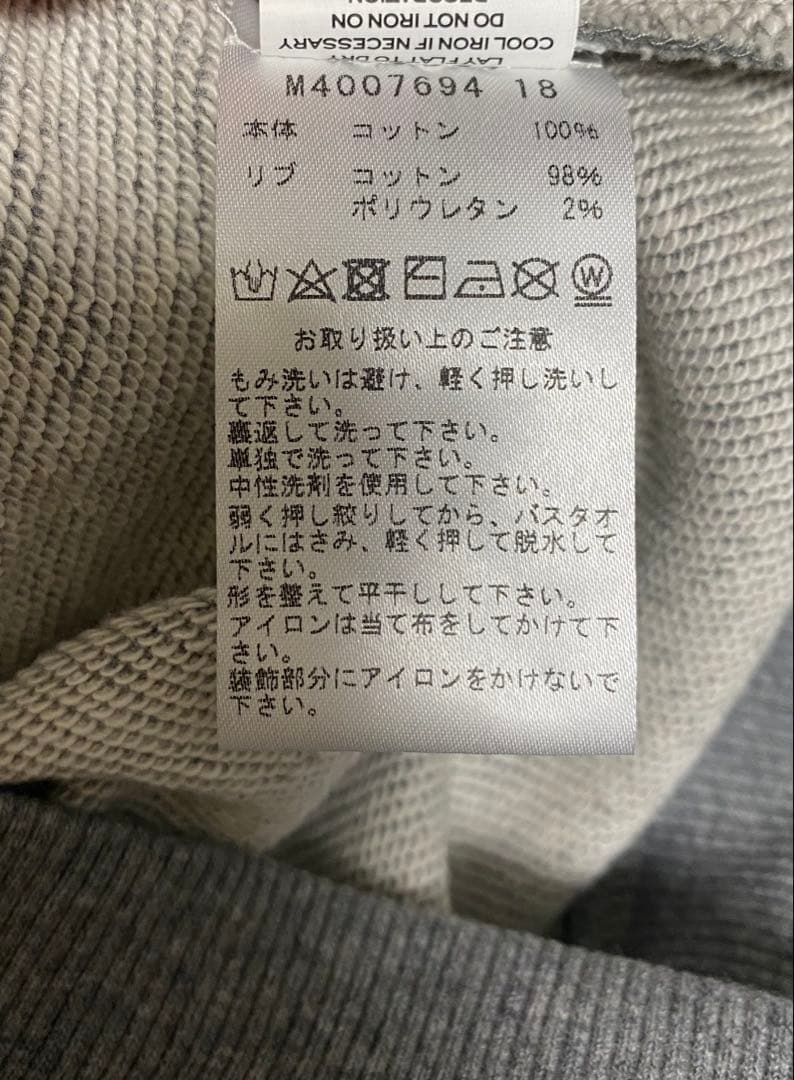 DECORATION
DO NOT IRON ON
COOL IRON IF NECESSARY
LAY FLAT TO DRY
M4007694 18
本体 コットン 100%
リブ コットン 98%
ポリウレタン 2%
W
お取り扱い上のご注意
もみ洗いは避け、軽く押し洗いし
て下さい。
裏返して洗って下さい。
単独で洗って下さい。
中性洗剤を使用して下さい。
弱く押し絞りしてから、バスタオ
ルにはさみ、軽く押して脱水して
下さい。
形を整えて平干しして下さい。
アイロンは当て布をしてかけて下
さい。
装飾部分にアイロンをかけないで
下さい。